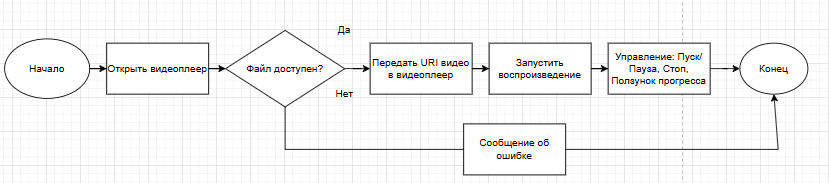 Да
Начало
Открыть видеоплеер
Файл доступен?
Передать URI видео
в видеоплеер
Запустить
воспроизведение
Управление: Пуск/
Пауза, Стоп,
Ползунок прогресса
Конец
Нет
Сообщение об
ошибке